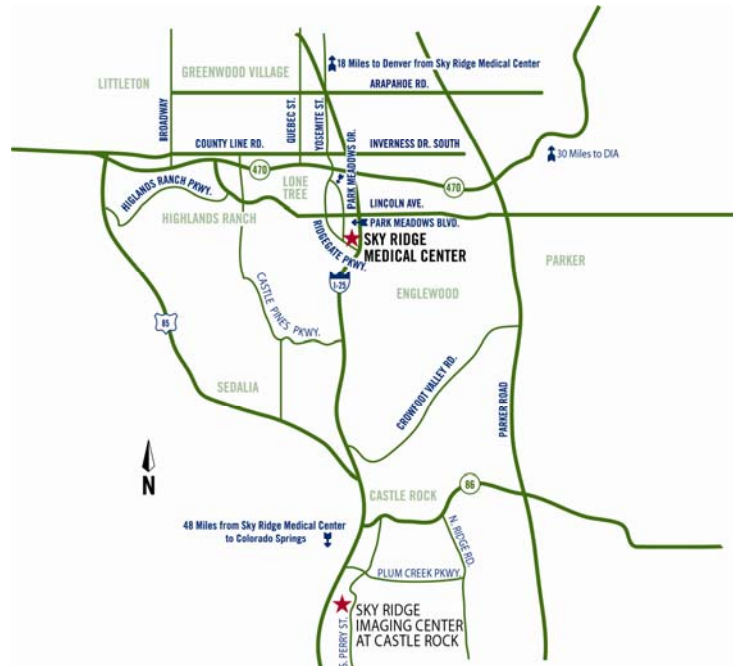 18 Miles to Denver from Sky Ridge Medical Center
GREENWOOD VILLAGE
LITTLETON
ARAPAHOE RD.
BROADWAY
QUEBEC ST.
YOSEMITE ST.
PARK MEADOWS DR.
COUNTY LINE RD.
INVERNESS DR. SOUTH
30 Miles to DIA
470
LONE
TREE
470
HIGLANDS RANCH PKWY.
HIGHLANDS RANCH
LINCOLN AVE.
PARK MEADOWS BLVD.
RIDGEGATE PKWY.
SKY RIDGE
MEDICAL CENTER
PARKER
I-25
ENGLEWOOD
CASTLE PINES PKWY.
85
SEDALIA
CROWFOOT VALLEY RD.
PARKER ROAD
N
CASTLE ROCK
86
48 Miles from Sky Ridge Medical Center
to Colorado Springs
N. RIDGE RD.
PLUM CREEK PKWY.
S. PERRY ST.
SKY RIDGE
IMAGING CENTER
AT CASTLE ROCK